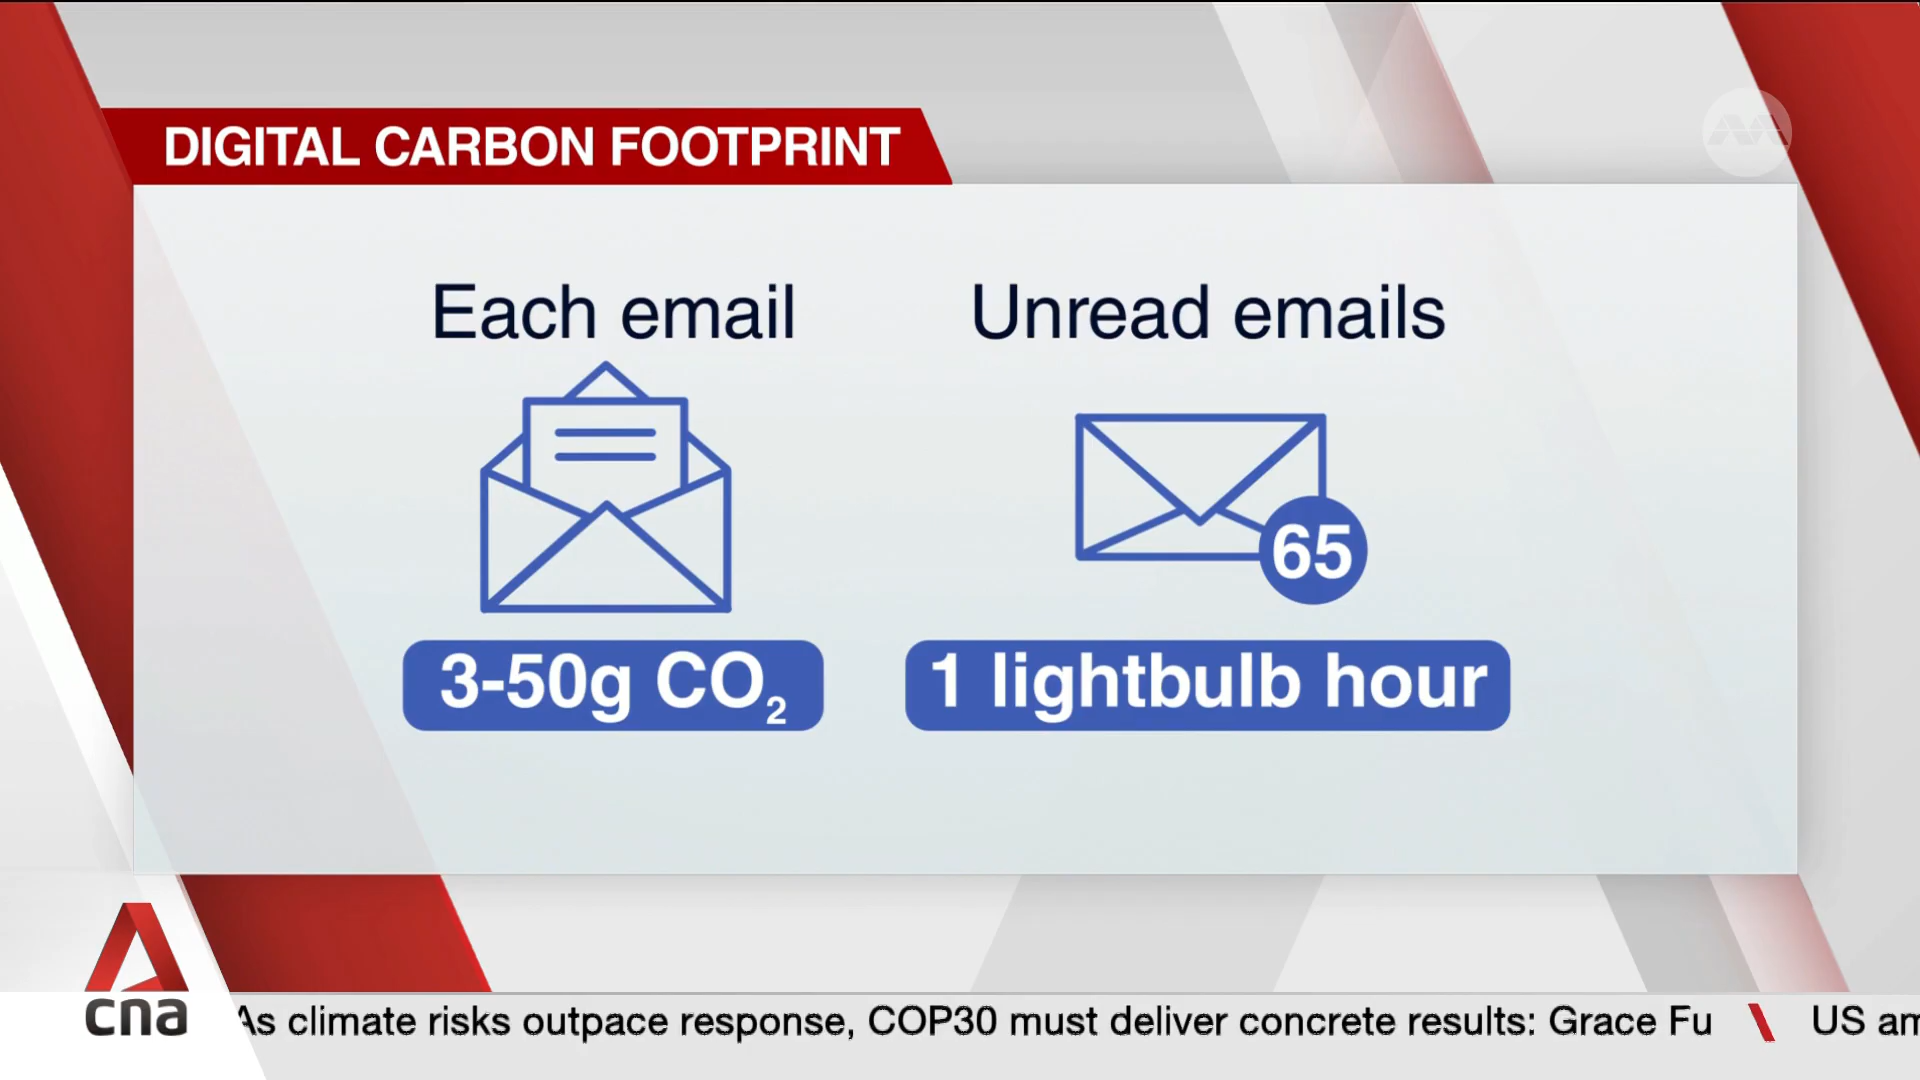 DIGITAL CARBON FOOTPRINT
Each email
Unread emails
65
3-50g CO₂
1 lightbulb hour
cna
As climate risks outpace response, COP30 must deliver concrete results: Grace Fu
US